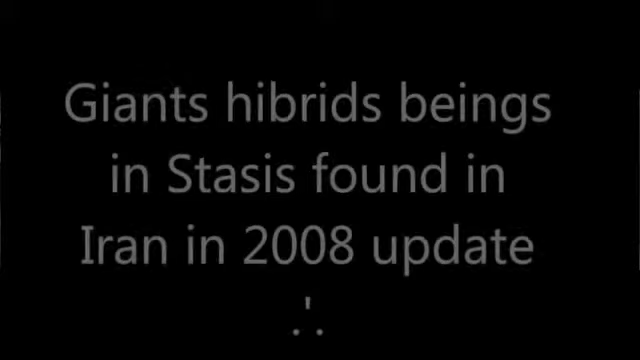 Giants hibrids beings
in Stasis found in
Iran in 2008 update
.'.